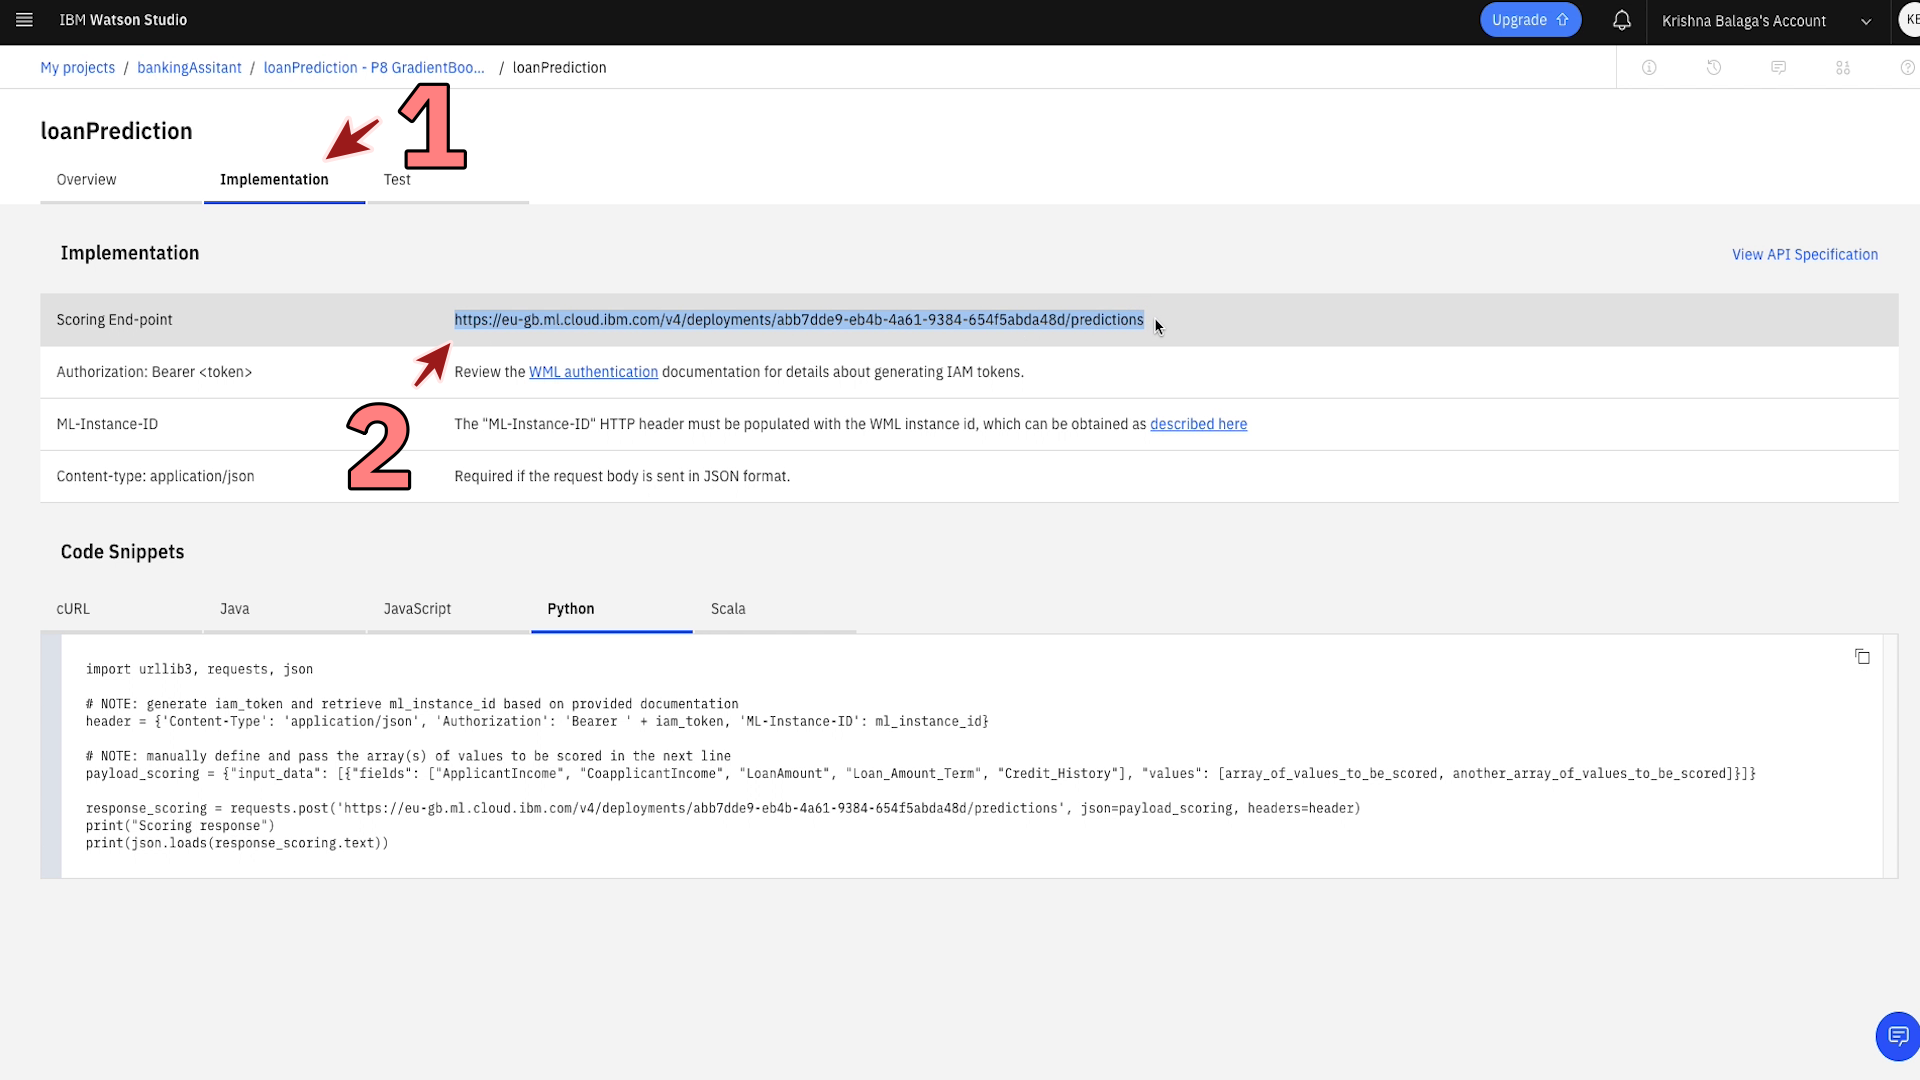 IBM Watson Studio
Upgrade
Krishna Balaga's Account
My projects / bankingAssitant / loanPrediction - P8 GradientBoo... / loanPrediction
1
loanPrediction
Overview
Implementation
Test
Implementation
View API Specification
Scoring End-point
https://eu-gb.ml.cloud.ibm.com/v4/deployments/abb7dde9-eb4b-4a61-9384-654f5abda48d/predictions
Authorization: Bearer <token>
Review the WML authentication documentation for details about generating IAM tokens.
2
ML-Instance-ID
The "ML-Instance-ID" HTTP header must be populated with the WML instance id, which can be obtained as described here
Content-type: application/json
Required if the request body is sent in JSON format.
Code Snippets
cURL
Java
JavaScript
Python
Scala
import urllib3, requests, json
# NOTE: generate iam_token and retrieve ml_instance_id based on provided documentation
header = {'Content-Type': 'application/json', 'Authorization': 'Bearer ' + iam_token, 'ML-Instance-ID': ml_instance_id}
# NOTE: manually define and pass the array(s) of values to be scored in the next line
payload_scoring = {"input_data": [{"fields": ["ApplicantIncome", "CoapplicantIncome", "LoanAmount", "Loan_Amount_Term", "Credit_History"], "values": [array_of_values_to_be_scored, another_array_of_values_to_be_scored]}]}
response_scoring = requests.post('https://eu-gb.ml.cloud.ibm.com/v4/deployments/abb7dde9-eb4b-4a61-9384-654f5abda48d/predictions', json=payload_scoring, headers=header)
print("Scoring response")
print(json.loads(response_scoring.text))